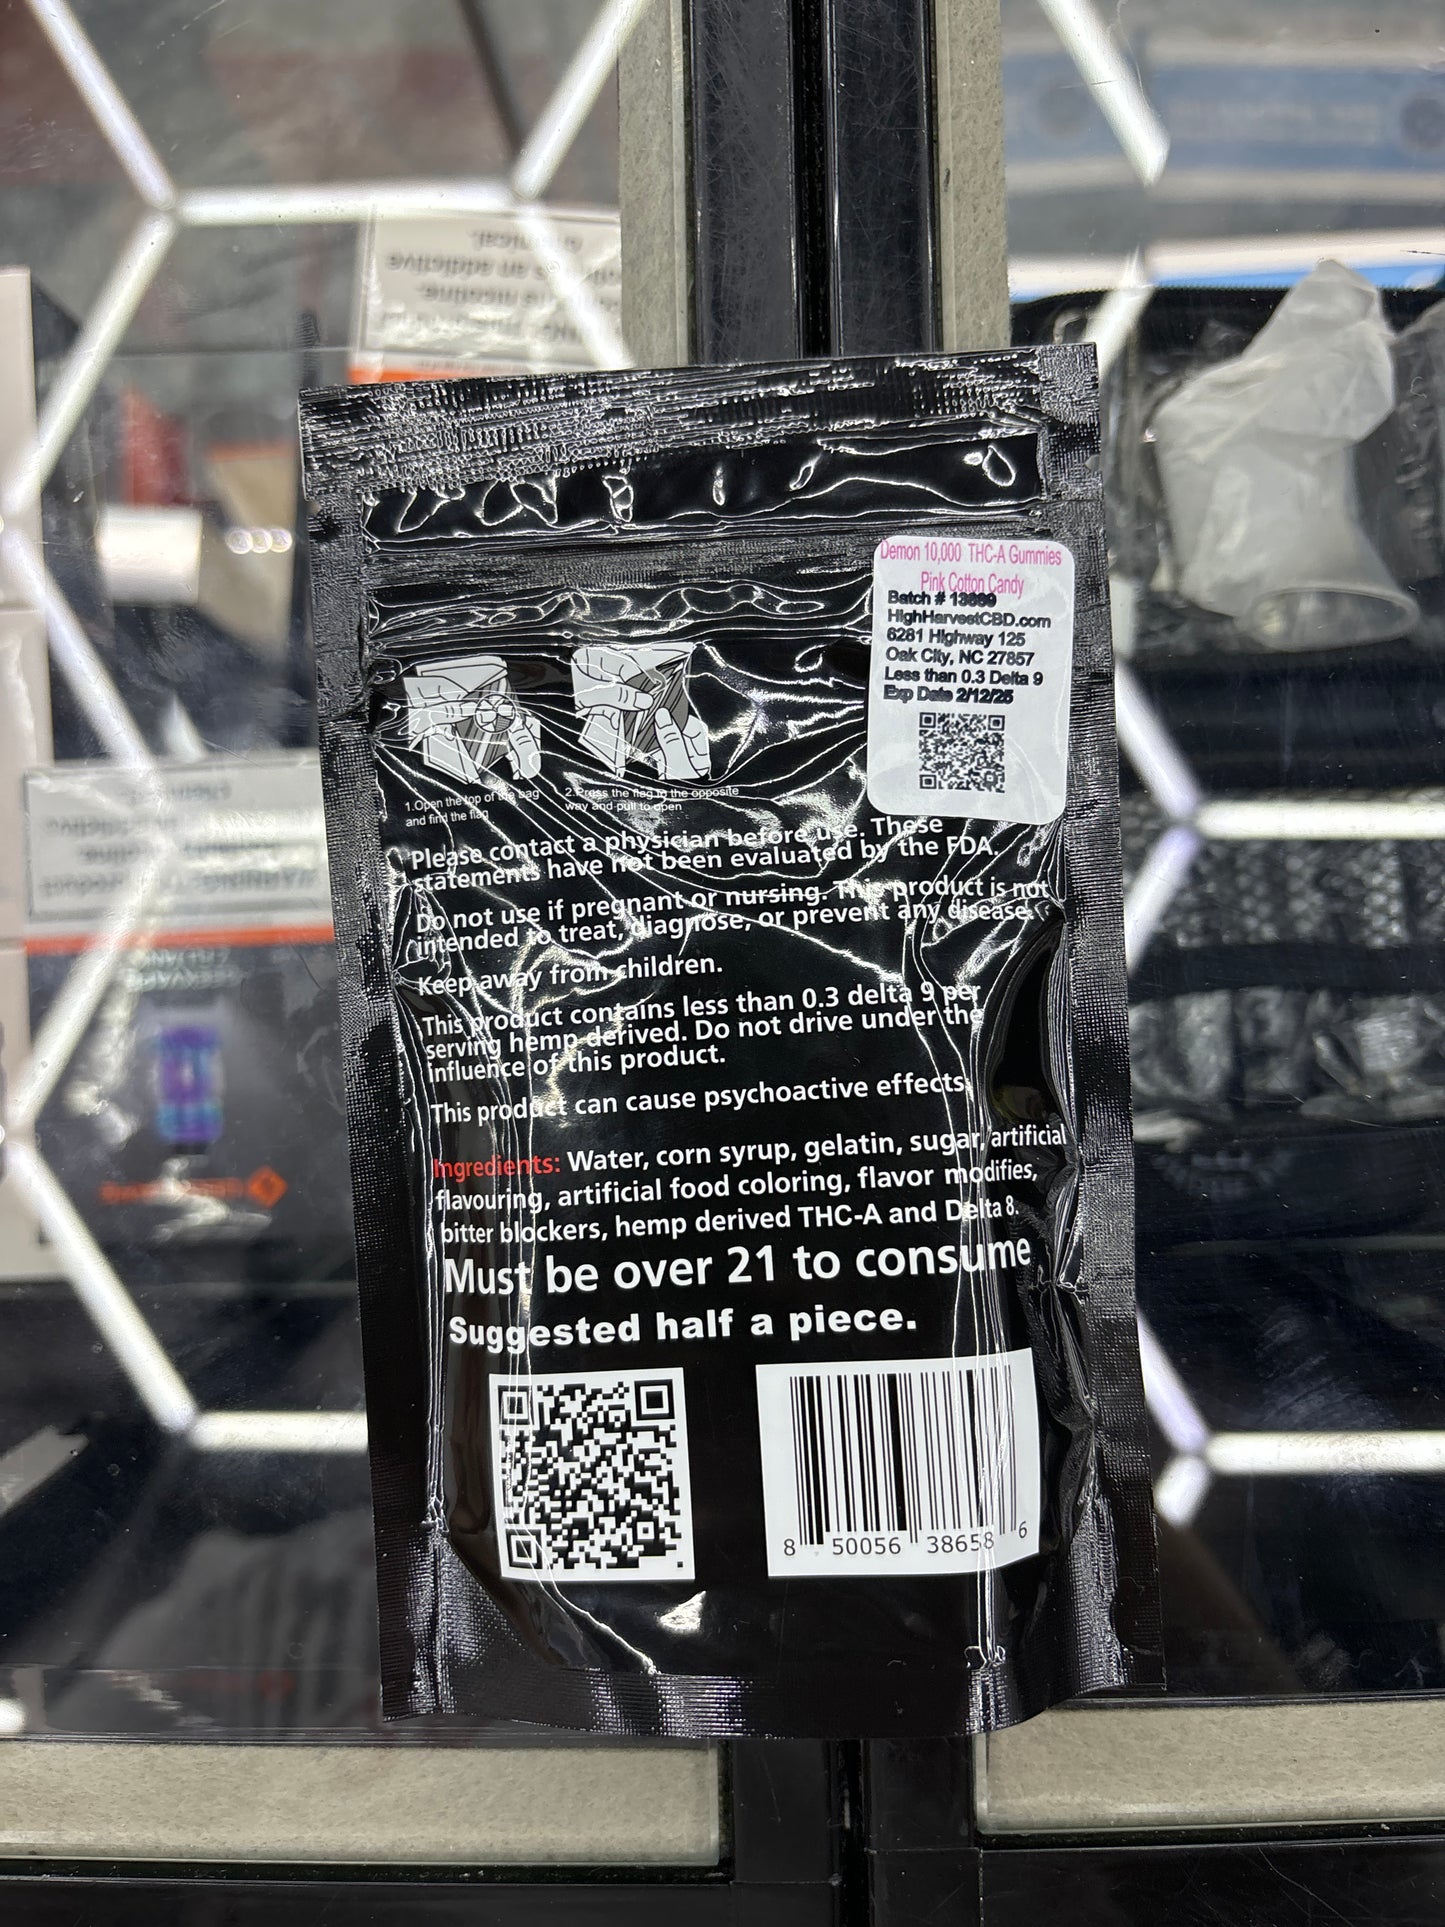 Demon 10,000 THC-A Gummies
Pink Cotton Candy
Batch #
HighHarvestCBD.com
6281 Highway 125
Oak City, NC 27857
Less than 0.3 Delta 9
Exp Date 2/12/25
1.Open the top of the bag
and find the flag
2.Press the flag to the opposite
way and pull to open
Please contact a physician before use. These
statements have not been evaluated by the FDA.
Do not use if pregnant or nursing. This product is not
intended to treat, diagnose, or prevent any disease.
Keep away from children.
This product contains less than 0.3 delta 9 per
serving hemp derived. Do not drive under the
influence of this product.
This product can cause psychoactive effects.
Ingredients: Water, corn syrup, gelatin, sugar, artificial
flavouring, artificial food coloring, flavor modifies,
bitter blockers, hemp derived THC-A and Delta 8.
Must be over 21 to consume
Suggested half a piece.
8 50056 38658 6